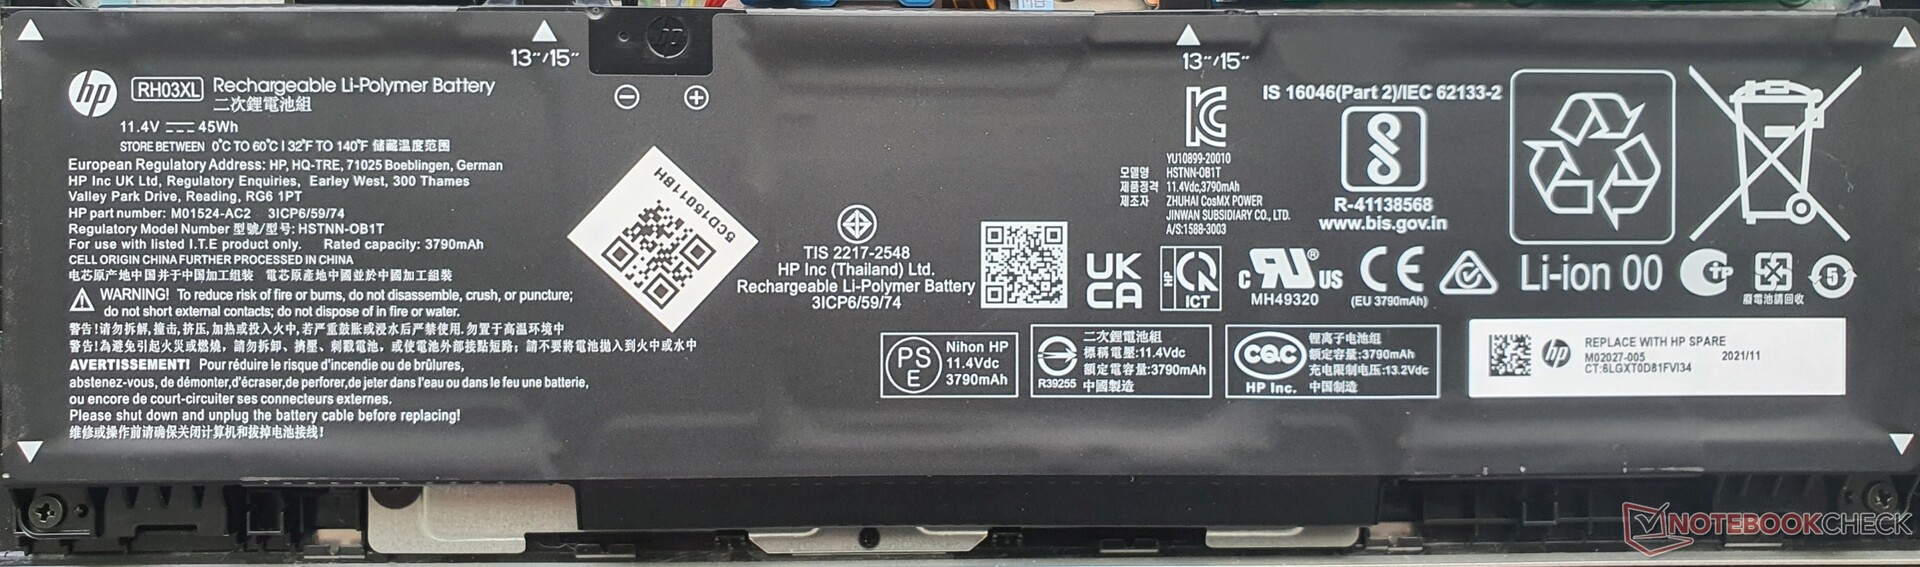 13"/15"
13"/15"
hp RH03XL Rechargeable Li-Polymer Battery
二次鋰電池組
11.4V 45Wh
STORE BETWEEN 0°C TO 60°C | 32°F TO 140°F 儲藏溫度范围
European Regulatory Address: HP, HQ-TRE, 71025 Boeblingen, German
HP Inc UK Ltd, Regulatory Enquiries, Earley West, 300 Thames
Valley Park Drive, Reading, RG6 1PT
HP part number: M01524-AC2 3ICP6/59/74
Regulatory Model Number 型號/型号: HSTNN-OB1T
For use with listed I.T.E product only. Rated capacity: 3790mAh
CELL ORIGIN CHINA FURTHER PROCESSED IN CHINA
电芯原产地中国并于中国加工组装 電芯原產地中國並於中國加工組裝
WARNING! To reduce risk of fire or burns, do not disassemble, crush, or puncture;
do not short external contacts; do not dispose of in fire or water.
警告!请勿拆解,撞击,挤压,加热或投入火中,若严重鼓胀或浸水后严禁使用.勿置于高温环境中
警告!為避免引起火災或燃燒，請勿拆卸、擠壓、刺戳電池，或使電池外部接點短路；請不要將電池拋入到火中或水中
AVERTISSEMENT! Pour réduire le risque d'incendie ou de brûlures,
abstenez-vous, de démonter,d'écraser,de perforer,de jeter dans l'eau ou dans le feu une batterie,
ou encore de court-circuiter ses connecteurs externes.
Please shut down and unplug the battery cable before replacing!
维修或操作前请确保关闭计算机和拔掉电池接线!
5CD15011BH
TIS 2217-2548
HP Inc (Thailand) Ltd.
Rechargeable Li-Polymer Battery
3ICP6/59/74
YU10899-20010
모델명 HSTNN-OB1T
제품정격 11.4Vdc,3790mAh
제조자 ZHUHAI CosMX POWER
JINWAN SUBSIDIARY CO., LTD.
A/S:1588-3003
IS 16046(Part 2)/IEC 62133-2
R-41138568
www.bis.gov.in
UK
CA
HP
ICT
c RU ® US
MH49320
CE
(EU 3790mAh)
Li-ion 00
TP
廢電池請回收
5
PS
E
Nihon HP
11.4Vdc
3790mAh
R39255
二次鋰電池組
標稱電壓:11.4Vdc
額定電容量:3790mAh
中國製造
CQC
HP Inc.
锂离子电池组
额定容量:3790mAh
充电限制电压:13.2Vdc
中国制造
hp
REPLACE WITH HP SPARE
M02027-005 2021/11
CT:6LGXT0D81FVI34
NOTEBOOKCHECK